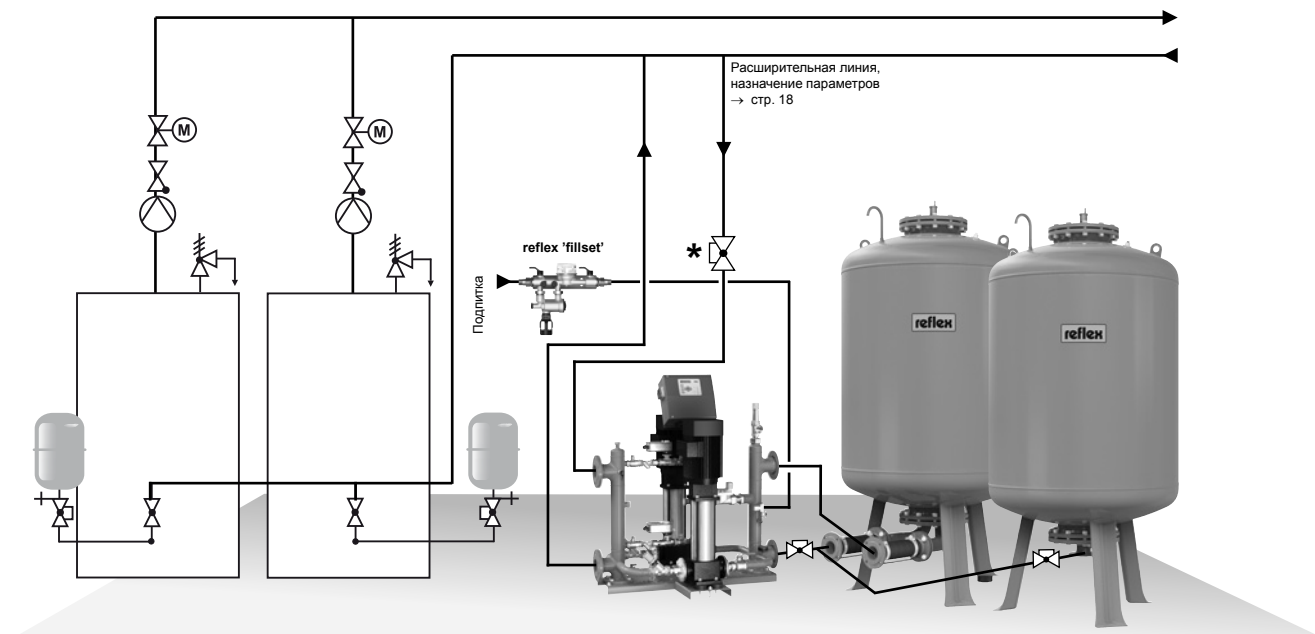 Расширительная линия,
назначение параметров
→ стр. 18
M
M
reflex 'fillset'
*
Подпитка
reflex
reflex